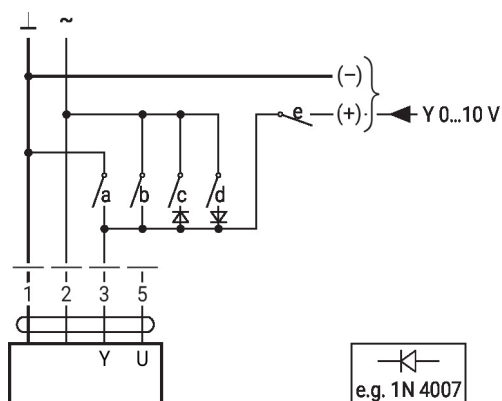 ⊥ ~
(−)
e (+) Y 0...10 V
a b c d
1 2 3 5
Y U
e.g. 1N 4007